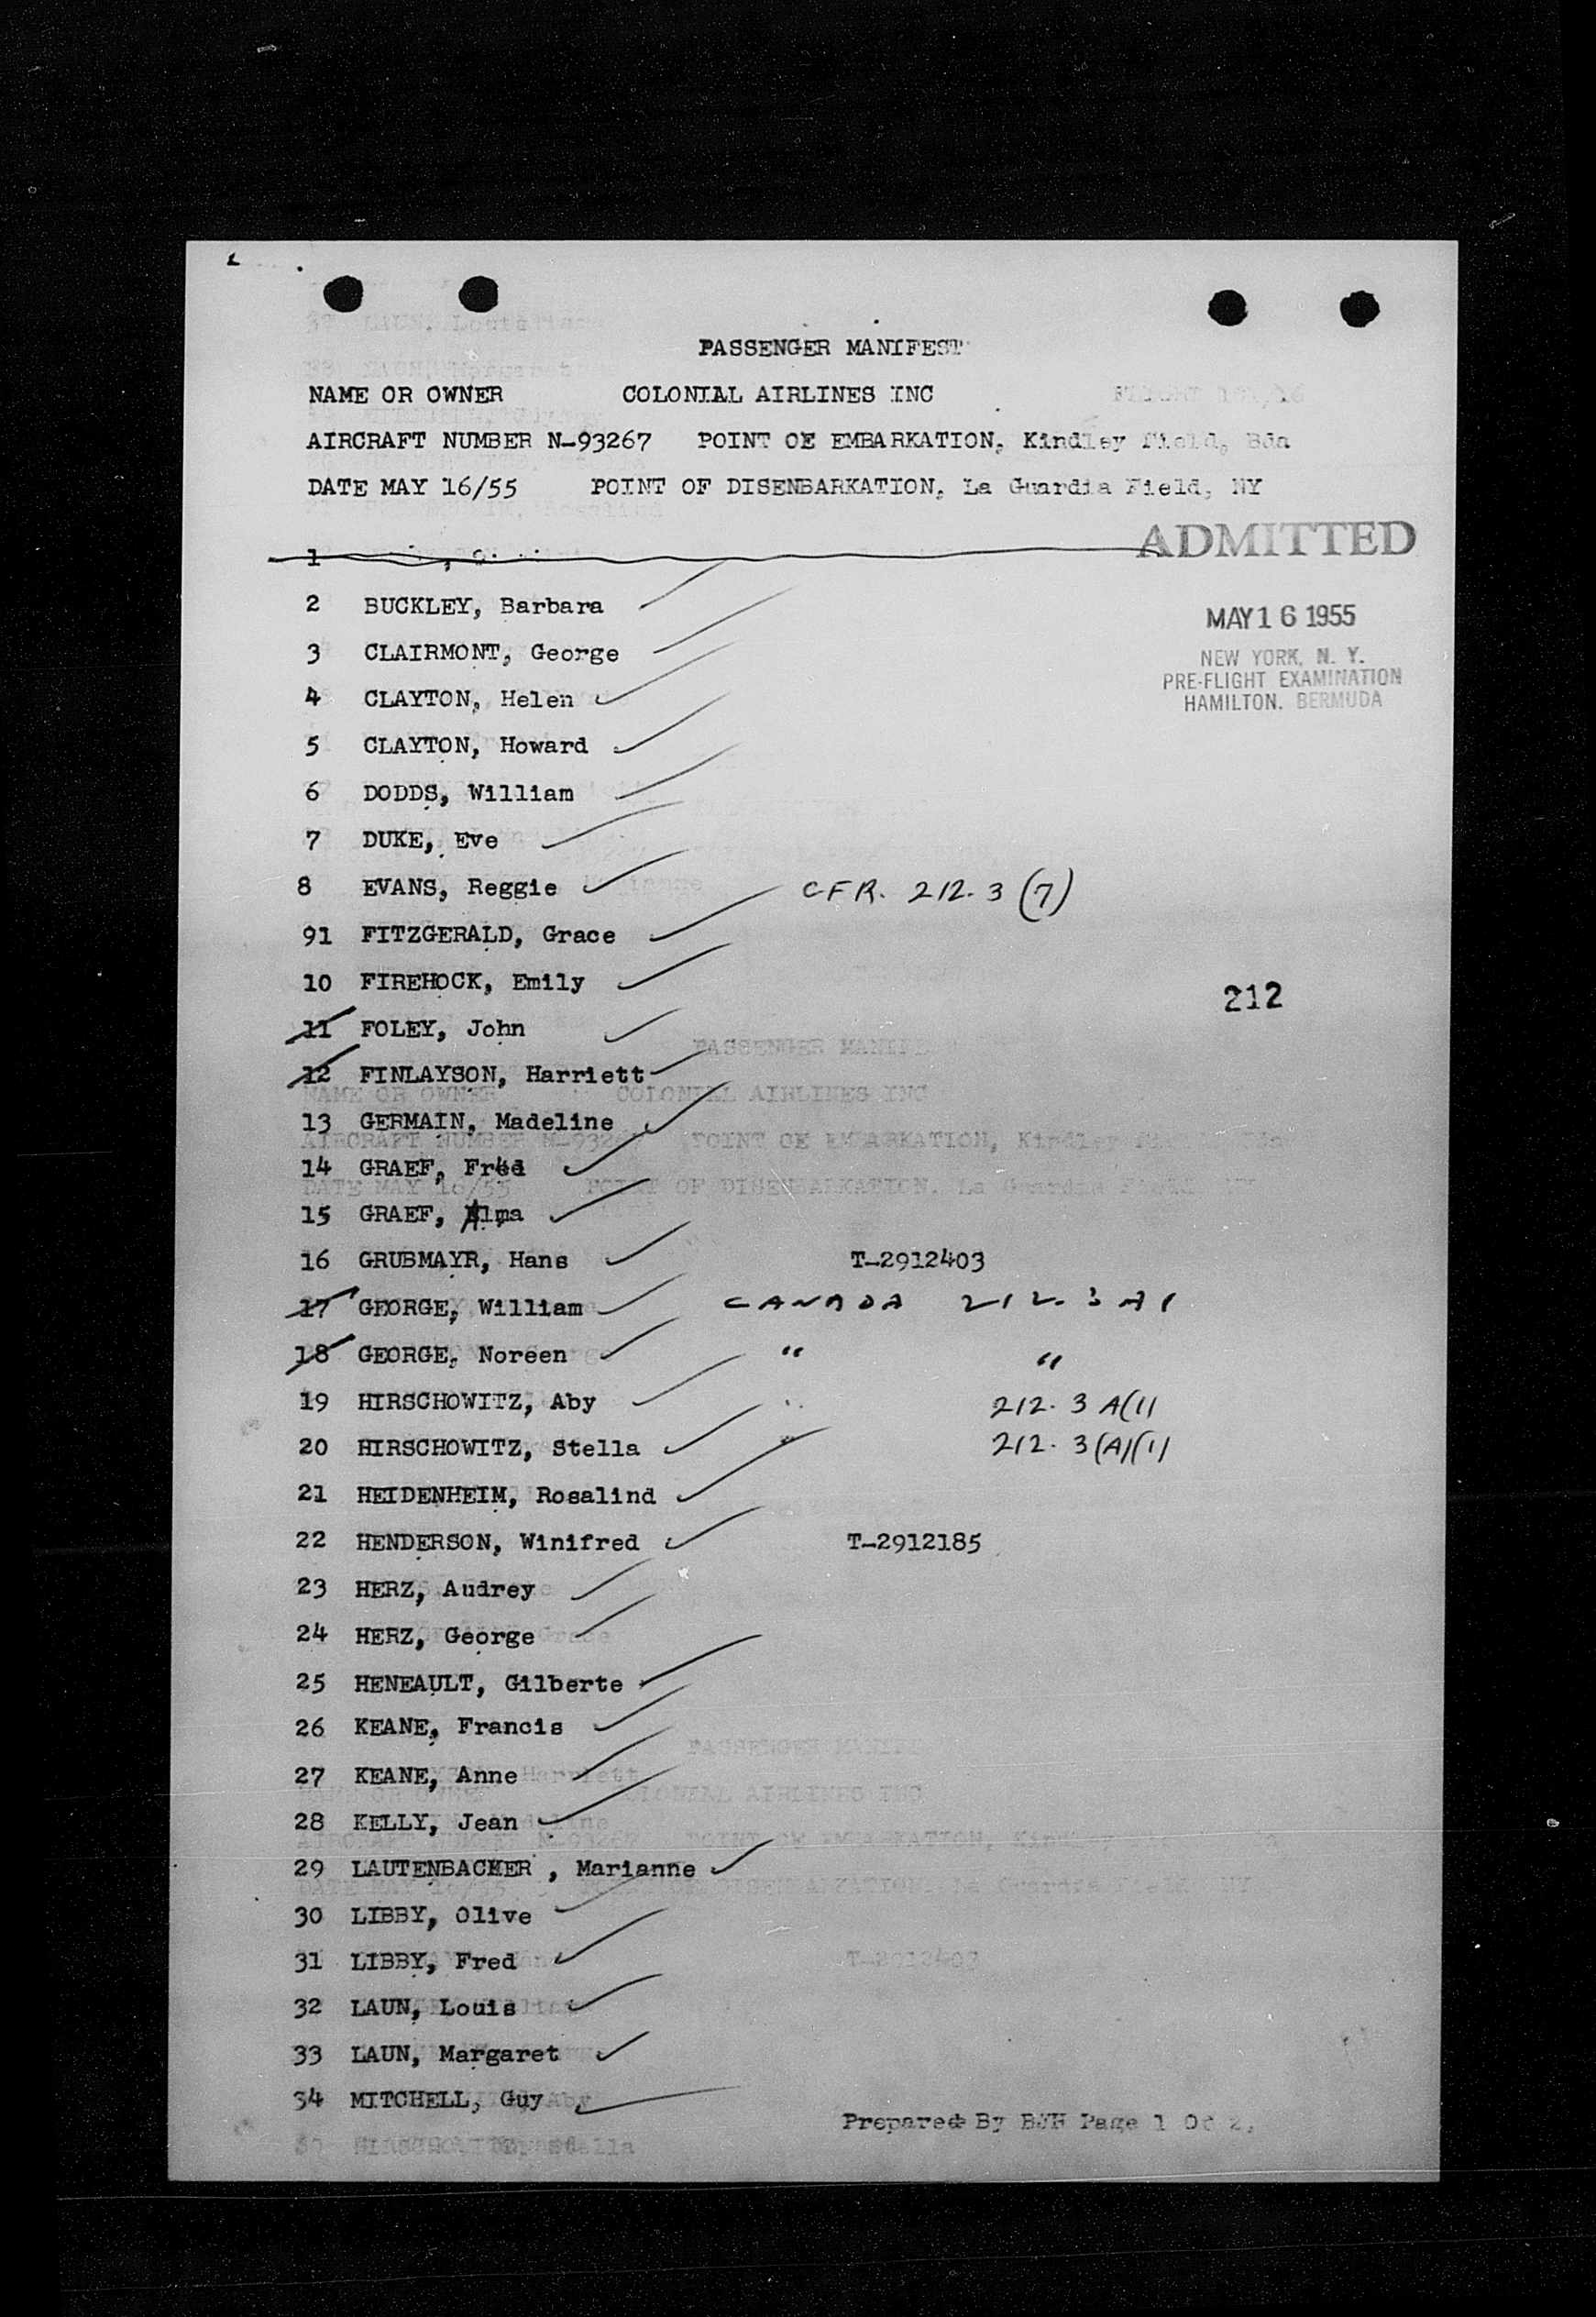 PASSENGER MANIFEST
NAME OR OWNER COLONIAL AIRLINES INC
AIRCRAFT NUMBER N-93267 POINT OE EMBARKATION, Kindley field, Bda
DATE MAY 16/55 POINT OF DISENBARKATION, La Guardia Field, NY
ADMITTED
1
2 BUCKLEY, Barbara
MAY 16 1955
3 CLAIRMONT, George
NEW YORK, N. Y.
PRE-FLIGHT EXAMINATION
4 CLAYTON, Helen
HAMILTON. BERMUDA
5 CLAYTON, Howard
6 DODDS, William
7 DUKE, Eve
8 EVANS, Reggie CFR. 212.3 (7)
91 FITZGERALD, Grace
10 FIREHOCK, Emily
212
11 FOLEY, John
12 FINLAYSON, Harriett
13 GERMAIN, Madeline
14 GRAEF, Fred
15 GRAEF, Alma
16 GRUBMAYR, Hans T-2912403
17 GEORGE, William CANADA 212.3 A1
18 GEORGE, Noreen " "
19 HIRSCHOWITZ, Aby 212.3 A(1)
20 HIRSCHOWITZ, Stella " 212.3(A)(1)
21 HEIDENHEIM, Rosalind
22 HENDERSON, Winifred T-2912185
23 HERZ, Audrey
24 HERZ, George
25 HENEAULT, Gilberte
26 KEANE, Francis
27 KEANE, Anne
28 KELLY, Jean
29 LAUTENBACHER , Marianne
30 LIBBY, Olive
31 LIBBY, Fred
32 LAUN, Louis
33 LAUN, Margaret
34 MITCHELL, Guy
Prepared By BJH Page 1 Of 2,